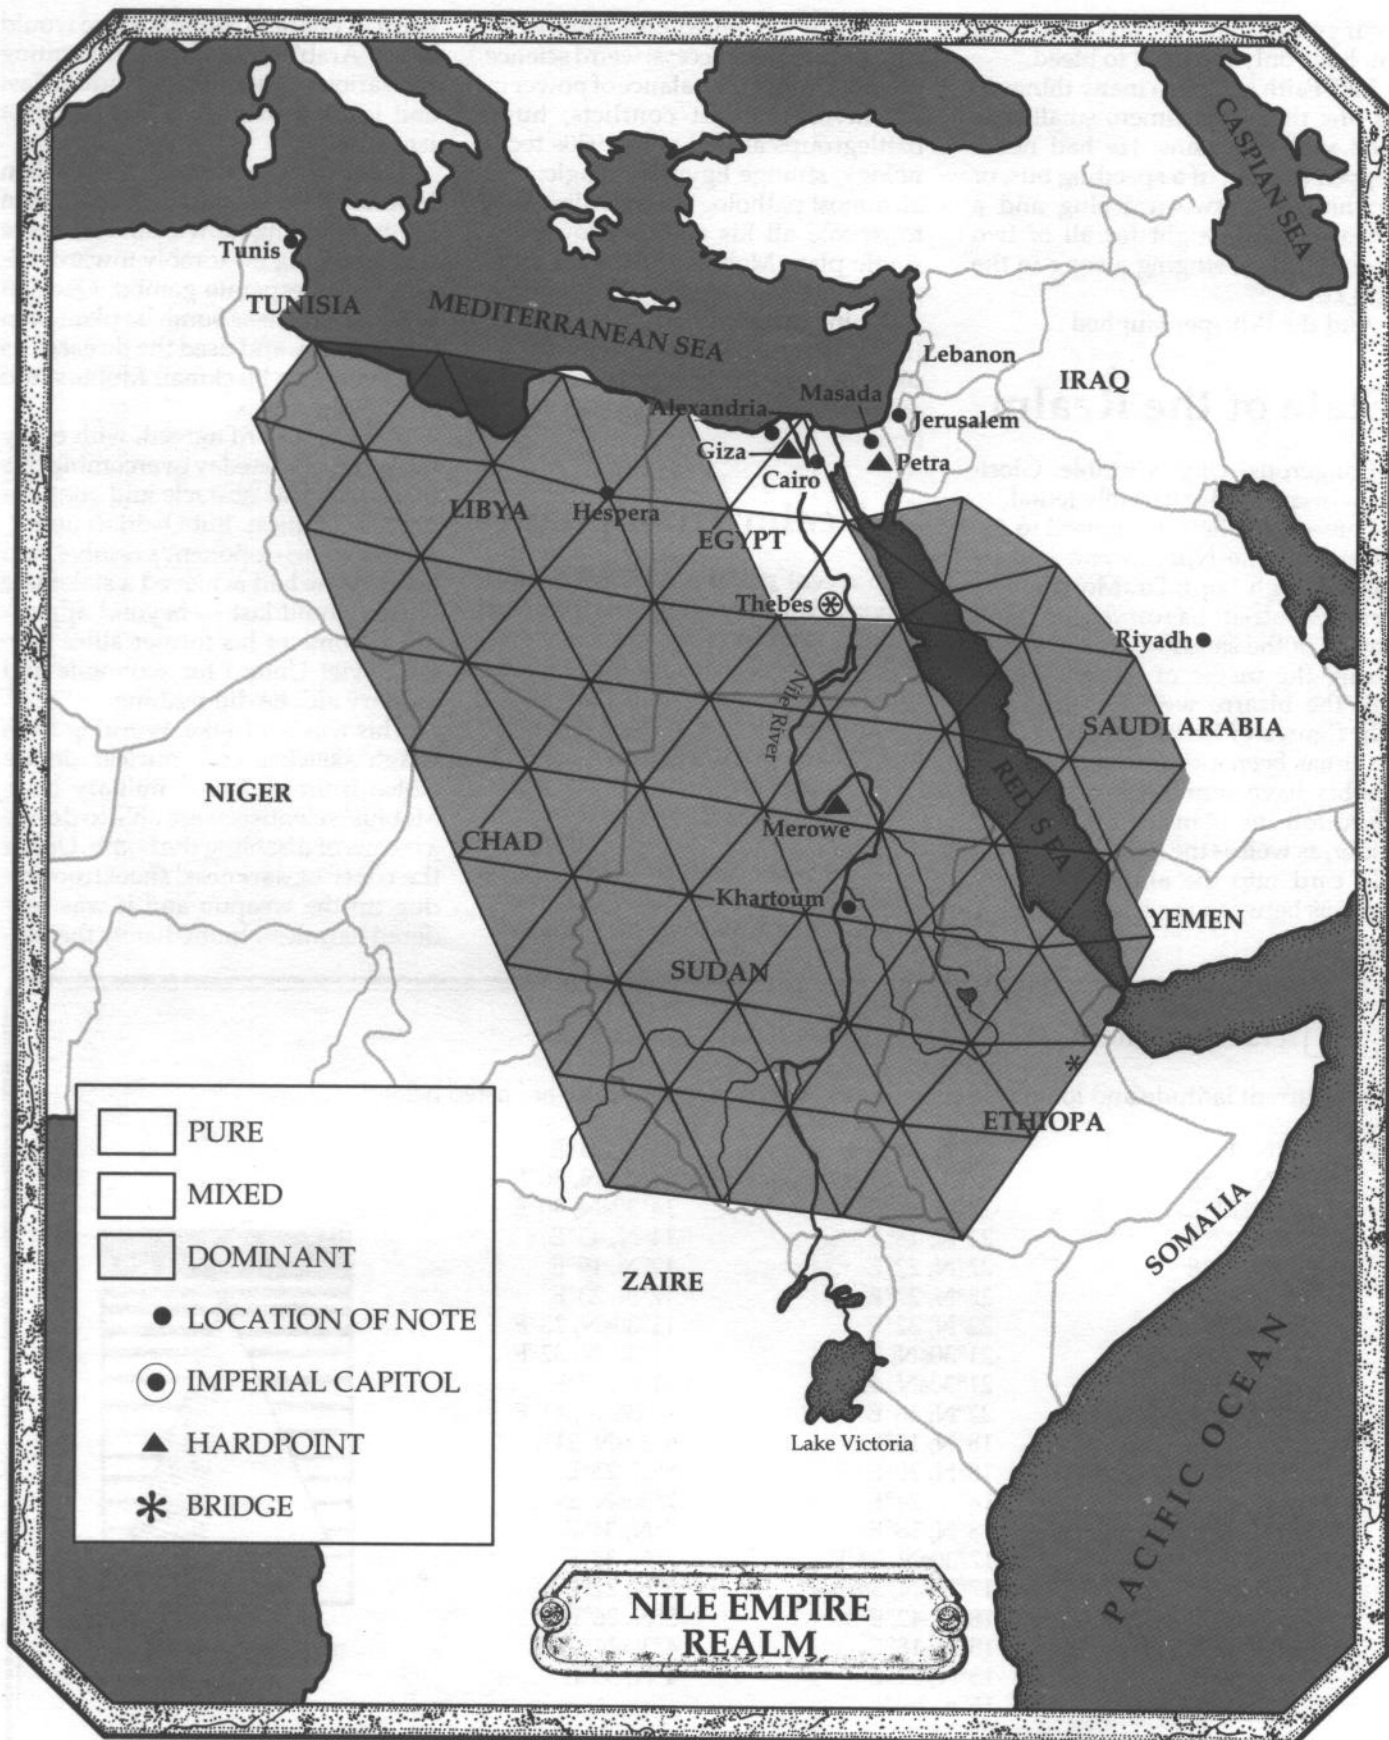 CASPIAN SEA
Tunis
TUNISIA
MEDITERRANEAN SEA
Lebanon
IRAQ
Masada
Alexandria
Jerusalem
Giza
Petra
Cairo
LIBYA
Hespera
EGYPT
Thebes
Riyadh
Nile River
SAUDI ARABIA
RED SEA
NIGER
CHAD
Merowe
Khartoum
YEMEN
SUDAN
ETHIOPA
SOMALIA
ZAIRE
Lake Victoria
PACIFIC OCEAN
PURE
MIXED
DOMINANT
LOCATION OF NOTE
IMPERIAL CAPITOL
HARDPOINT
BRIDGE
NILE EMPIRE
REALM